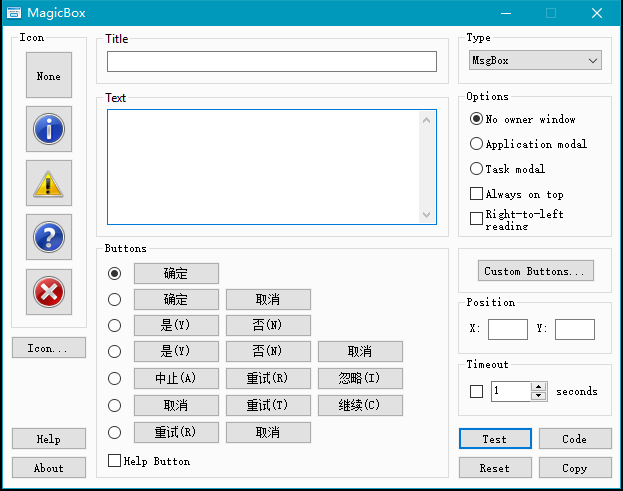 MagicBox
Icon
None
Icon...
Help
About
Title
Text
Buttons
确定
确定 取消
是(Y) 否(N)
是(Y) 否(N) 取消
中止(A) 重试(R) 忽略(I)
取消 重试(T) 继续(C)
重试(R) 取消
Help Button
Type
MsgBox
Options
No owner window
Application modal
Task modal
Always on top
Right-to-left
reading
Custom Buttons...
Position
X: Y:
Timeout
1 seconds
Test Code
Reset Copy